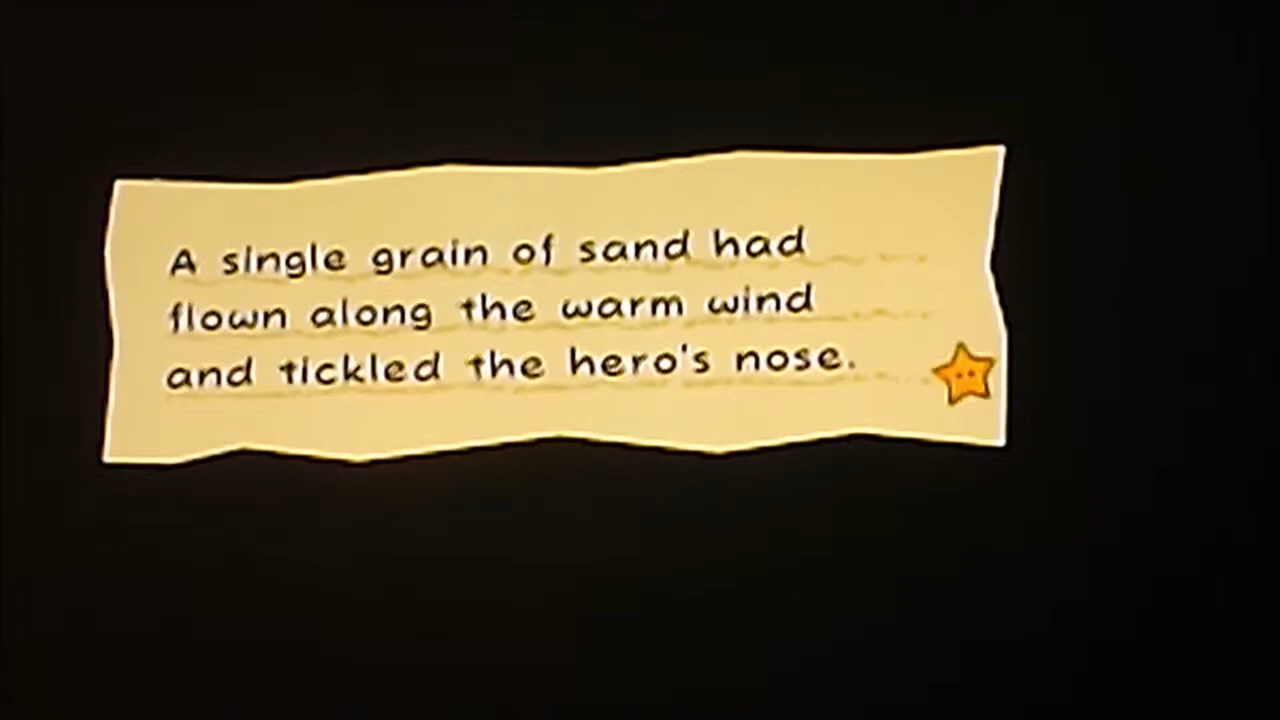 A single grain of sand had
flown along the warm wind
and tickled the hero's nose.